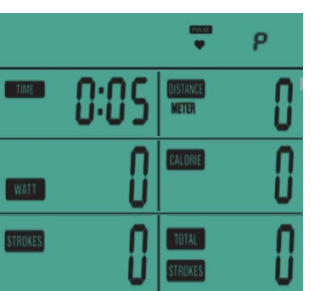 PULSE
P
TIME 0:05 DISTANCE METER 0
WATT 0 CALORIE 0
STROKES 0 TOTAL STROKES 0